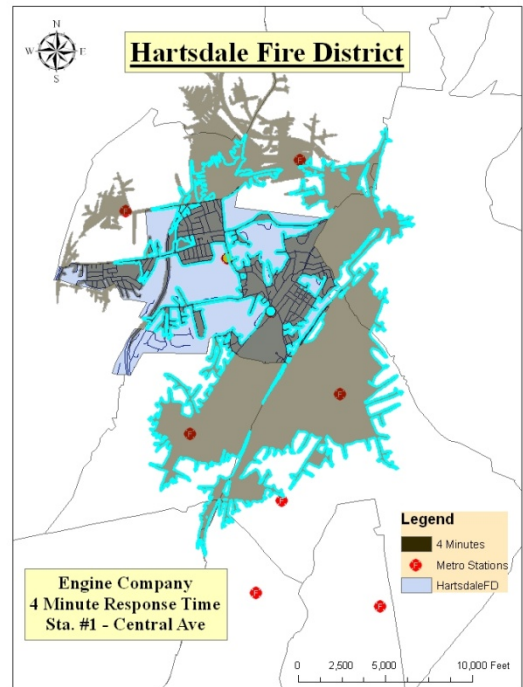 Hartsdale Fire District
N
W E
S
F
F
F
F
F
F
F
Legend
4 Minutes
F Metro Stations
HartsdaleFD
Engine Company
4 Minute Response Time
Sta. #1 - Central Ave
0 2,500 5,000 10,000 Feet